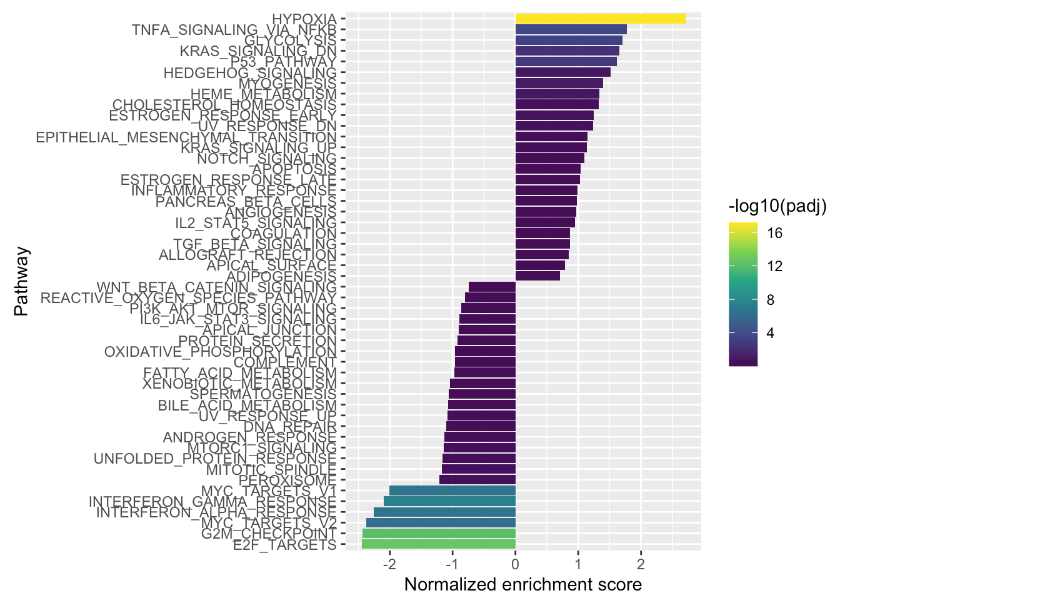 HYPOXIA
TNFA_SIGNALING_VIA_NFKB
GLYCOLYSIS
KRAS_SIGNALING_DN
P53_PATHWAY
HEDGEHOG_SIGNALING
MYOGENESIS
HEME_METABOLISM
CHOLESTEROL_HOMEOSTASIS
ESTROGEN_RESPONSE_EARLY
UV_RESPONSE_DN
EPITHELIAL_MESENCHYMAL_TRANSITION
KRAS_SIGNALING_UP
NOTCH_SIGNALING
APOPTOSIS
ESTROGEN_RESPONSE_LATE
INFLAMMATORY_RESPONSE
PANCREAS_BETA_CELLS
ANGIOGENESIS
IL2_STAT5_SIGNALING
COAGULATION
TGF_BETA_SIGNALING
ALLOGRAFT_REJECTION
APICAL_SURFACE
ADIPOGENESIS
WNT_BETA_CATENIN_SIGNALING
REACTIVE_OXYGEN_SPECIES_PATHWAY
PI3K_AKT_MTOR_SIGNALING
IL6_JAK_STAT3_SIGNALING
APICAL_JUNCTION
PROTEIN_SECRETION
OXIDATIVE_PHOSPHORYLATION
COMPLEMENT
FATTY_ACID_METABOLISM
XENOBIOTIC_METABOLISM
SPERMATOGENESIS
BILE_ACID_METABOLISM
UV_RESPONSE_UP
DNA_REPAIR
ANDROGEN_RESPONSE
MTORC1_SIGNALING
UNFOLDED_PROTEIN_RESPONSE
MITOTIC_SPINDLE
PEROXISOME
MYC_TARGETS_V1
INTERFERON_GAMMA_RESPONSE
INTERFERON_ALPHA_RESPONSE
MYC_TARGETS_V2
G2M_CHECKPOINT
E2F_TARGETS
Pathway
-2 -1 0 1 2
Normalized enrichment score
-log10(padj)
16
12
8
4